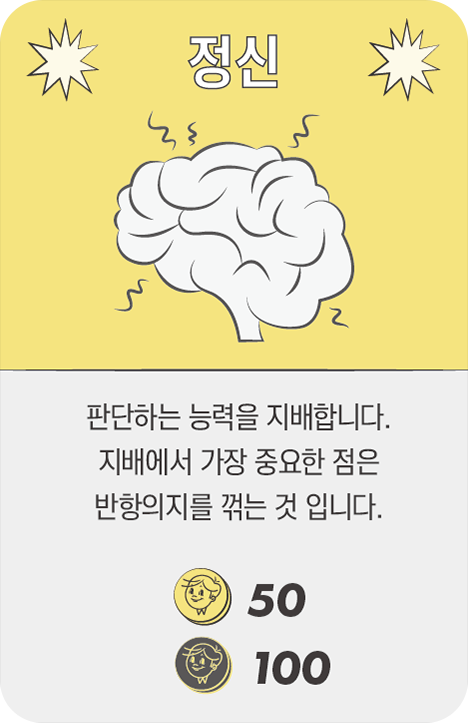 정신
판단하는 능력을 지배합니다.
지배에서 가장 중요한 점은
반항의지를 꺾는 것 입니다.
50
100